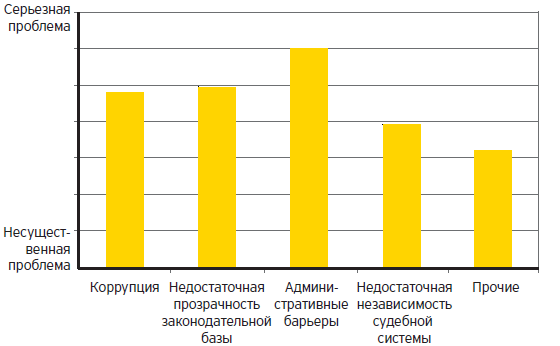 Серьезная
проблема
Несущест-
венная
проблема
Коррупция
Недостаточная
прозрачность
законодательной
базы
Админи-
стративные
барьеры
Недостаточная
независимость
судебной
системы
Прочие